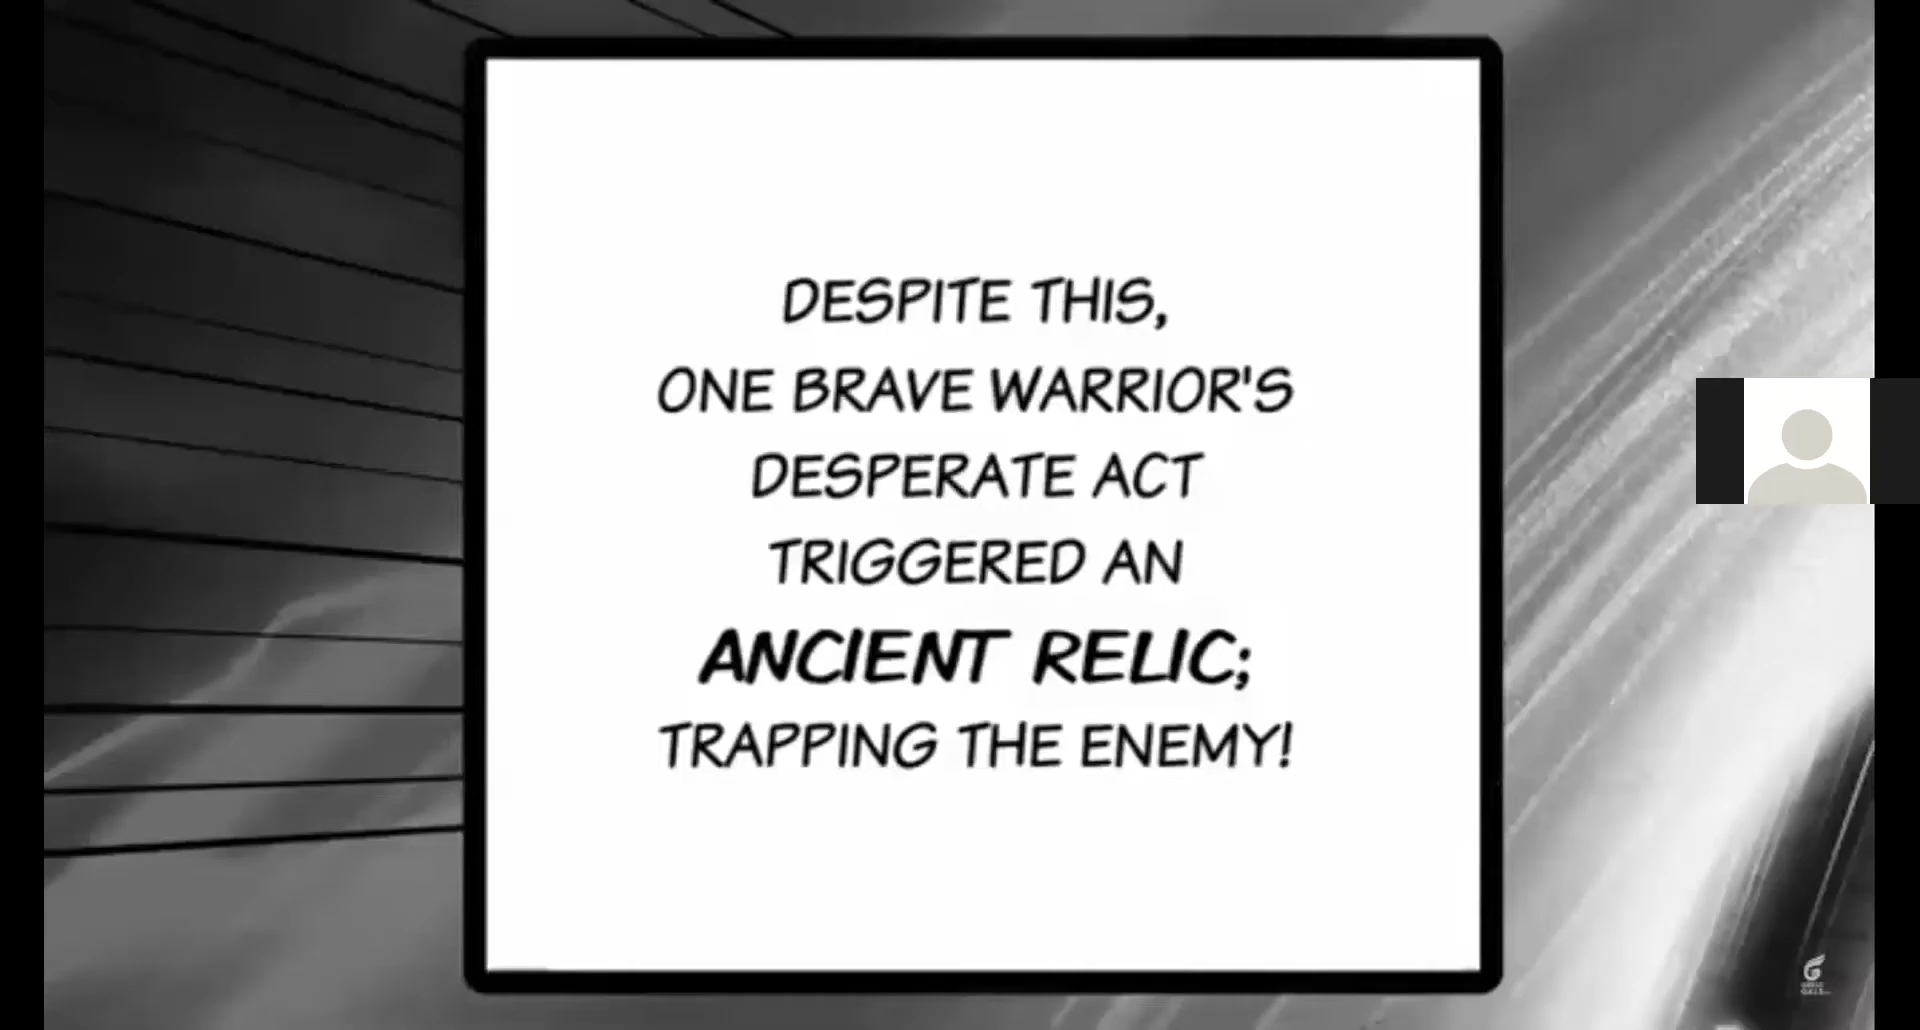 DESPITE THIS,
ONE BRAVE WARRIOR'S
DESPERATE ACT
TRIGGERED AN
ANCIENT RELIC;
TRAPPING THE ENEMY!